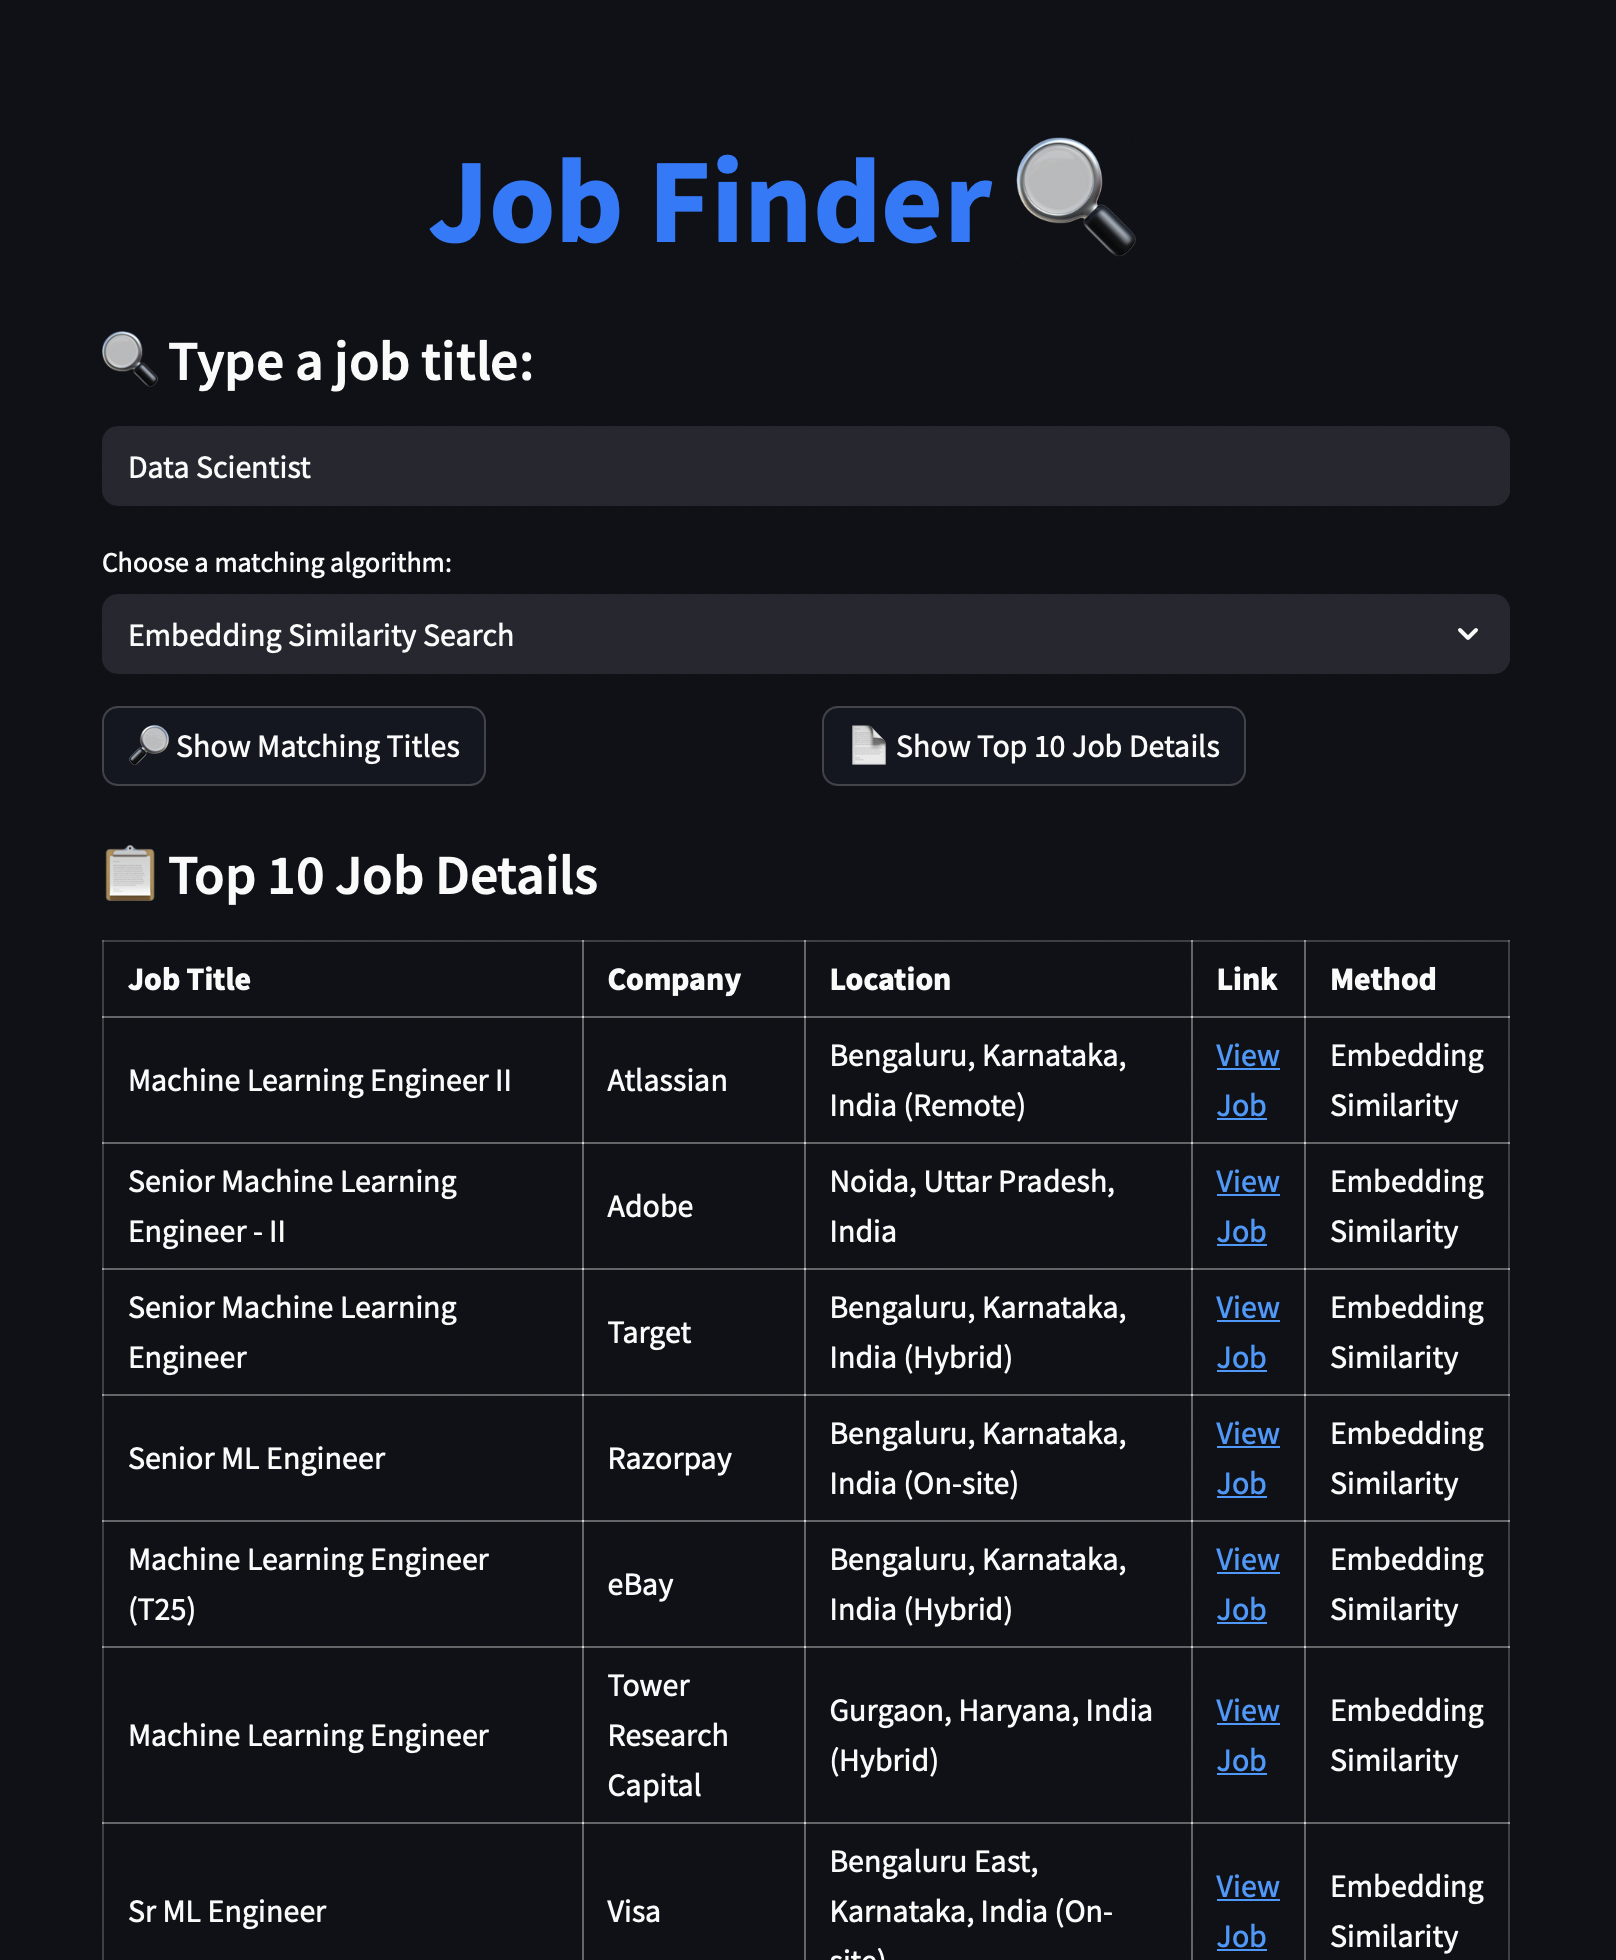 Job Finder
Type a job title:
Data Scientist
Choose a matching algorithm:
Embedding Similarity Search
Show Matching Titles
Show Top 10 Job Details
Top 10 Job Details
Job Title Company Location Link Method
Machine Learning Engineer II
Atlassian
Bengaluru, Karnataka,
India (Remote)
View
Job
Embedding
Similarity
Senior Machine Learning
Engineer - II
Adobe
Noida, Uttar Pradesh,
India
View
Job
Embedding
Similarity
Senior Machine Learning
Engineer
Target
Bengaluru, Karnataka,
India (Hybrid)
View
Job
Embedding
Similarity
Senior ML Engineer
Razorpay
Bengaluru, Karnataka,
India (On-site)
View
Job
Embedding
Similarity
Machine Learning Engineer
(T25)
eBay
Bengaluru, Karnataka,
India (Hybrid)
View
Job
Embedding
Similarity
Machine Learning Engineer
Tower
Research
Capital
Gurgaon, Haryana, India
(Hybrid)
View
Job
Embedding
Similarity
Sr ML Engineer
Visa
Bengaluru East,
Karnataka, India (On-
site)
View
Job
Embedding
Similarity